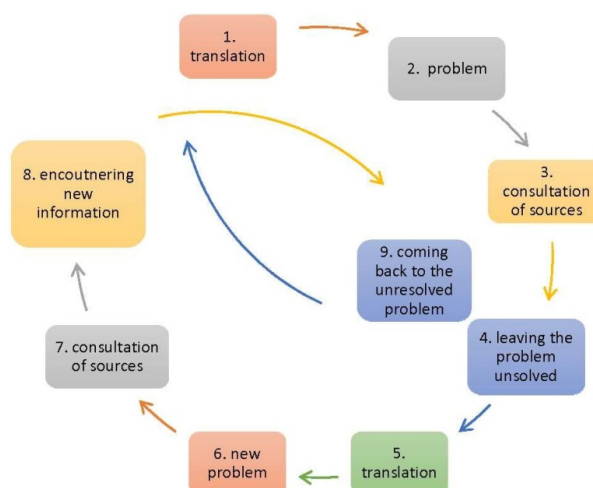 1.
translation
2. problem
3.
consultation
of sources
4. leaving the
problem
unsolved
5.
translation
6. new
problem
7. consultation
of sources
8. encoutnering
new
information
9. coming
back to the
unresolved
problem